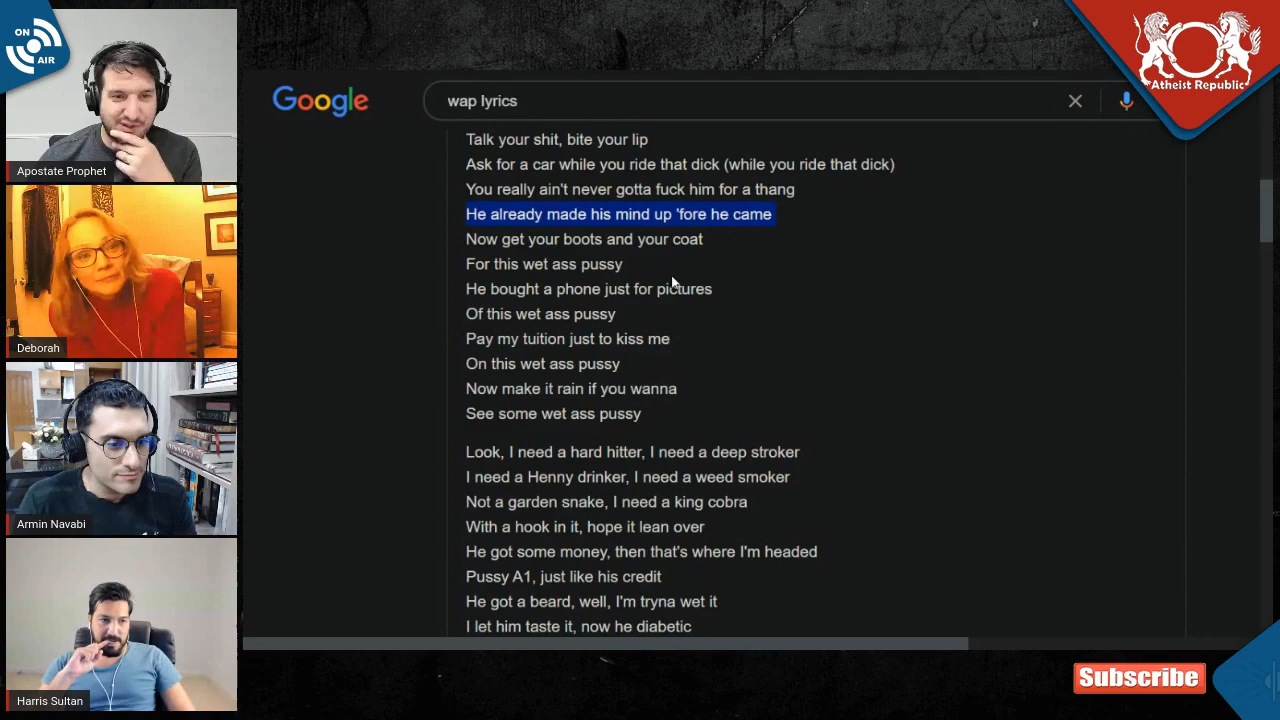 ON
AIR
Apostate Prophet
Deborah
Armin Navabi
Harris Sultan
Google
wap lyrics
Talk your shit, bite your lip
Ask for a car while you ride that dick (while you ride that dick)
You really ain't never gotta fuck him for a thang
He already made his mind up 'fore he came
Now get your boots and your coat
For this wet ass pussy
He bought a phone just for pictures
Of this wet ass pussy
Pay my tuition just to kiss me
On this wet ass pussy
Now make it rain if you wanna
See some wet ass pussy
Look, I need a hard hitter, I need a deep stroker
I need a Henny drinker, I need a weed smoker
Not a garden snake, I need a king cobra
With a hook in it, hope it lean over
He got some money, then that's where I'm headed
Pussy A1, just like his credit
He got a beard, well, I'm tryna wet it
I let him taste it, now he diabetic
Atheist Republic
Subscribe